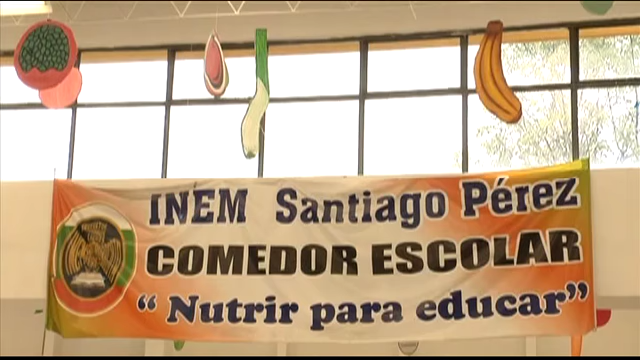 INEM Santiago Pérez
COMEDOR ESCOLAR
“Nutrir para educar”